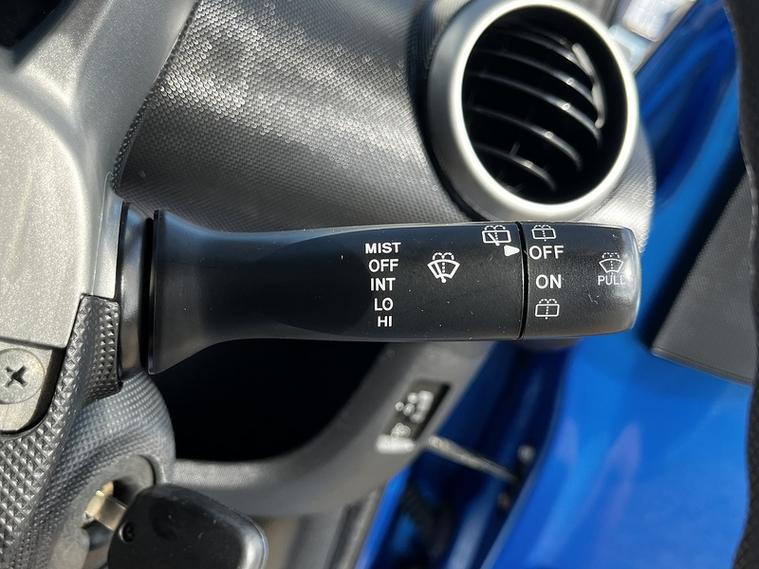 MIST
OFF
INT
LO
HI
OFF
ON
PULL